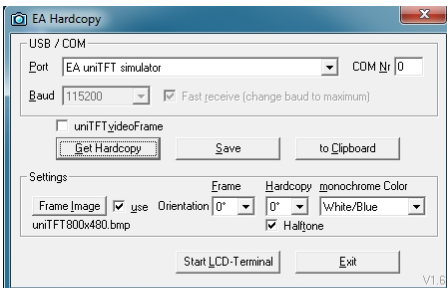 EA Hardcopy
USB / COM
Port EA uniTFT simulator COM Nr 0
Baud 115200 Fast receive (change baud to maximum)
uniTFTvideoFrame
Get Hardcopy Save to Clipboard
Settings
Frame Hardcopy monochrome Color
Frame Image use Orientation 0° 0° White/Blue
uniTFT800x480.bmp Halftone
Start LCD-Terminal Exit
V1.6